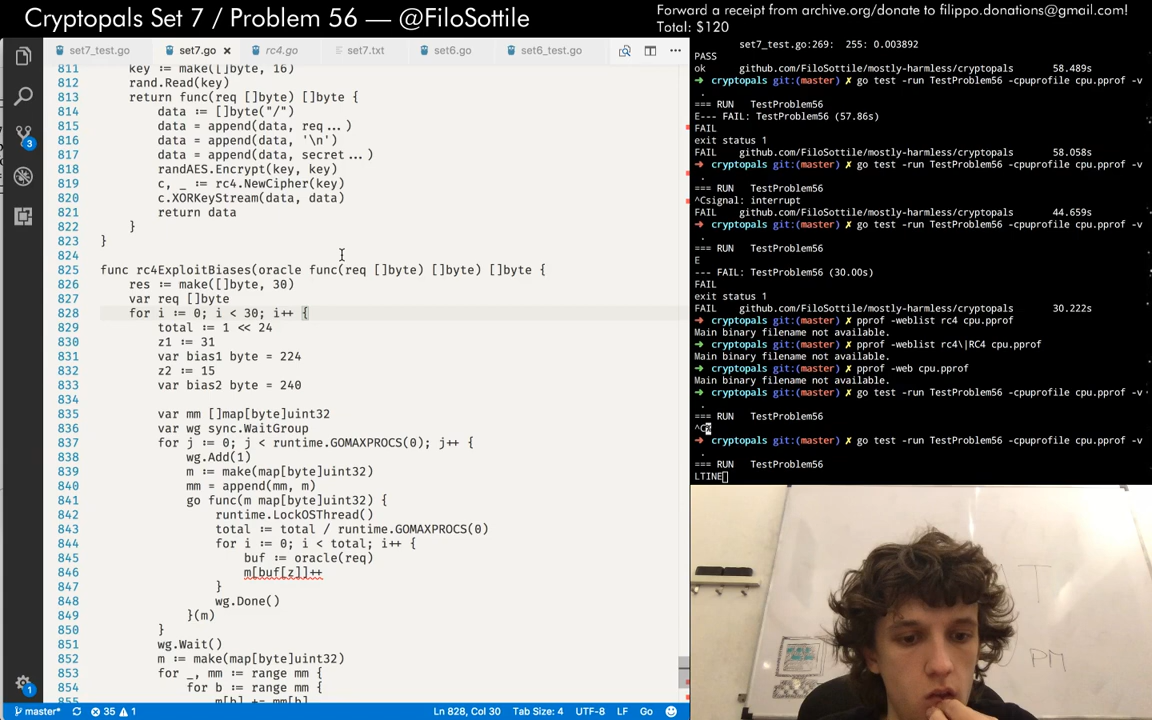 Cryptopals Set 7 / Problem 56 — @FiloSottile
Forward a receipt from archive.org/donate to filippo.donations@gmail.com!
Total: $120
set7_test.go
set7.go
rc4.go
set7.txt
set6.go
set6_test.go
811 key := make([]byte, 16)
812 rand.Read(key)
813 return func(req []byte) []byte {
814 data := []byte("/")
815 data = append(data, req...)
816 data = append(data, '\n')
817 data = append(data, secret...)
818 randAES.Encrypt(key, key)
819 c, _ := rc4.NewCipher(key)
820 c.XORKeyStream(data, data)
821 return data
822 }
823 }
824
825 func rc4ExploitBiases(oracle func(req []byte) []byte) []byte {
826 res := make([]byte, 30)
827 var req []byte
828 for i := 0; i < 30; i++ {
829 total := 1 << 24
830 z1 := 31
831 var bias1 byte = 224
832 z2 := 15
833 var bias2 byte = 240
834
835 var mm []map[byte]uint32
836 var wg sync.WaitGroup
837 for j := 0; j < runtime.GOMAXPROCS(0); j++ {
838 wg.Add(1)
839 m := make(map[byte]uint32)
840 mm = append(mm, m)
841 go func(m map[byte]uint32) {
842 runtime.LockOSThread()
843 total := total / runtime.GOMAXPROCS(0)
844 for i := 0; i < total; i++ {
845 buf := oracle(req)
846 m[buf[z]]++
847 }
848 wg.Done()
849 }(m)
850 }
851 wg.Wait()
852 m := make(map[byte]uint32)
853 for _, mm := range mm {
854 for b := range mm {
855 m[b] += mm[b]
3
1
master*
35
1
Ln 828, Col 30
Tab Size: 4
UTF-8
LF
Go
set7_test.go:269: 255: 0.003892
PASS
ok github.com/FiloSottile/mostly-harmless/cryptopals 58.489s
➜ cryptopals git:(master) ✗ go test -run TestProblem56 -cpuprofile cpu.pprof -v
.
=== RUN TestProblem56
E--- FAIL: TestProblem56 (57.86s)
FAIL
exit status 1
FAIL github.com/FiloSottile/mostly-harmless/cryptopals 58.058s
➜ cryptopals git:(master) ✗ go test -run TestProblem56 -cpuprofile cpu.pprof -v
.
=== RUN TestProblem56
^Csignal: interrupt
FAIL github.com/FiloSottile/mostly-harmless/cryptopals 44.659s
➜ cryptopals git:(master) ✗ go test -run TestProblem56 -cpuprofile cpu.pprof -v
.
=== RUN TestProblem56
E
--- FAIL: TestProblem56 (30.00s)
FAIL
exit status 1
FAIL github.com/FiloSottile/mostly-harmless/cryptopals 30.222s
➜ cryptopals git:(master) ✗ pprof -weblist rc4 cpu.pprof
Main binary filename not available.
➜ cryptopals git:(master) ✗ pprof -weblist rc4\|RC4 cpu.pprof
Main binary filename not available.
➜ cryptopals git:(master) ✗ pprof -web cpu.pprof
Main binary filename not available.
➜ cryptopals git:(master) ✗ go test -run TestProblem56 -cpuprofile cpu.pprof -v
.
=== RUN TestProblem56
➜ cryptopals git:(master) ✗ go test -run TestProblem56 -cpuprofile cpu.pprof -v
.
=== RUN TestProblem56
LTINE
PM